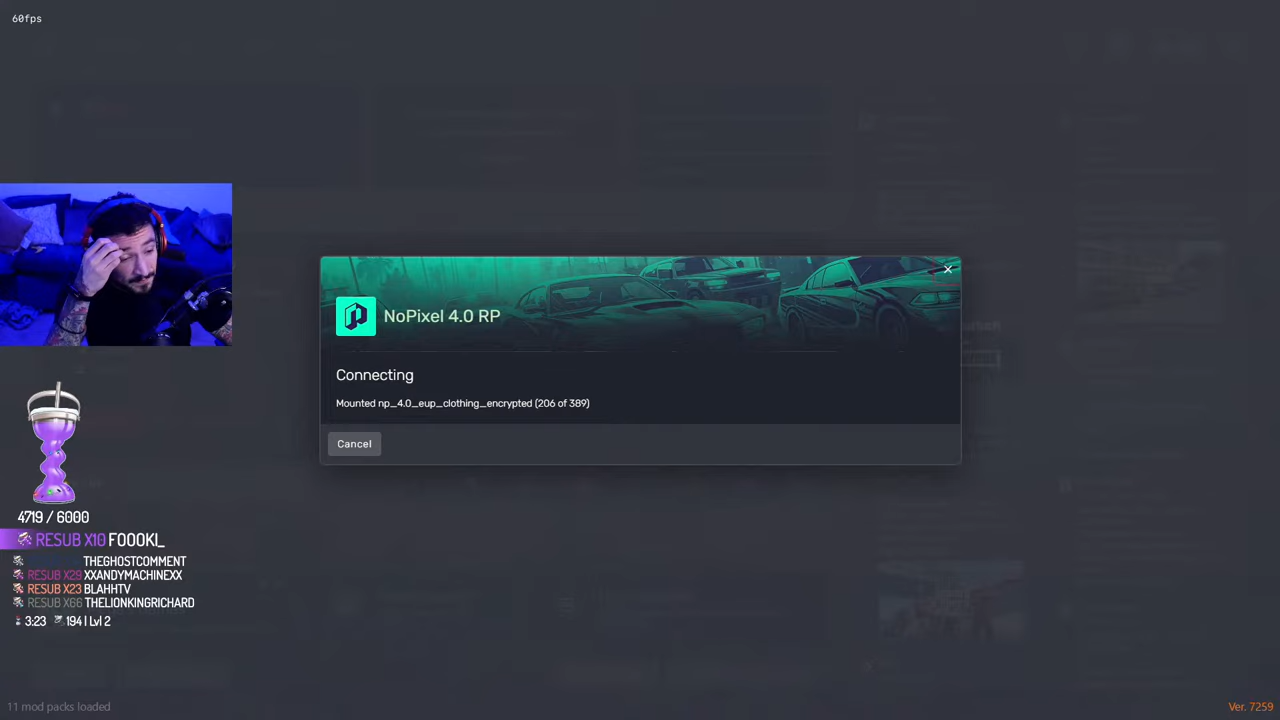 60fps
NoPixel 4.0 RP
Connecting
Mounted np_4.0_eup_clothing_encrypted (206 of 389)
Cancel
4719 / 6000
RESUB X10 FOOOKI_
THEGHOSTCOMMENT
RESUB X29 XXANDYMACHINEXX
RESUB X23 BLAHHTV
RESUB X66 THELIONKINGRICHARD
3:23 194 | Lvl 2
11 mod packs loaded
Ver. 7259